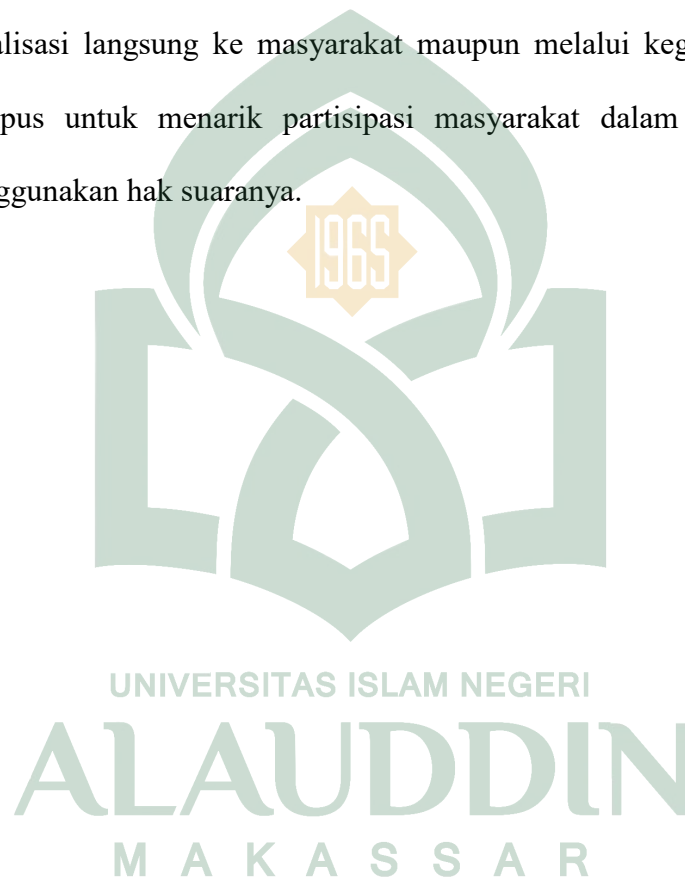 alisasi langsung ke masyarakat maupun melalui keg
pus untuk menarik partisipasi masyarakat dalam
ggunakan hak suaranya.
1965
UNIVERSITAS ISLAM NEGERI
ALAUDDIN
MAKASSAR